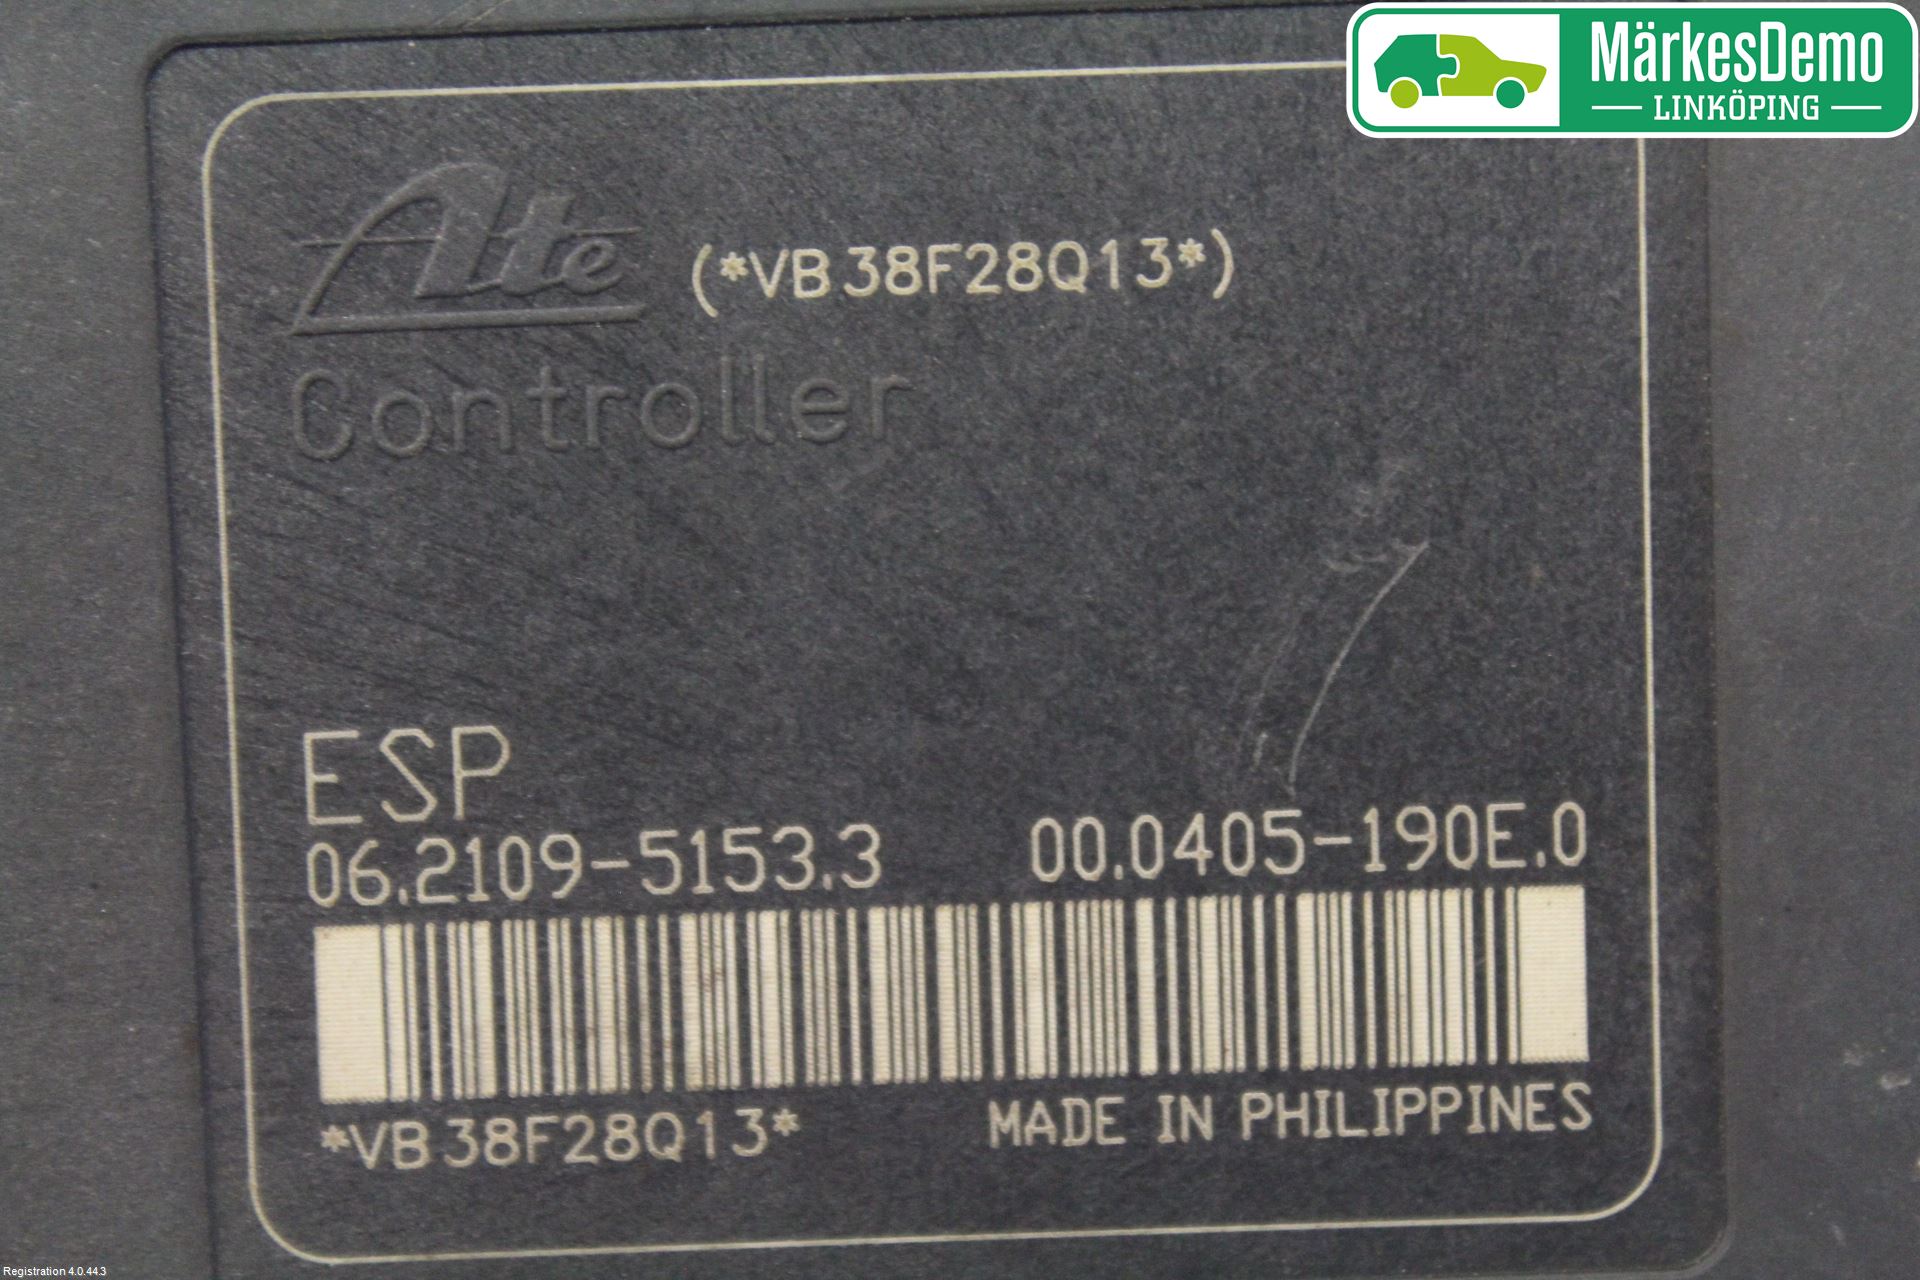 MärkesDemo
LINKÖPING
Ate
(*VB38F28Q13*)
Controller
ESP
06.2109-5153.3 00.0405-190E.0
*VB38F28Q13* MADE IN PHILIPPINES
Registration 4.0.44.3